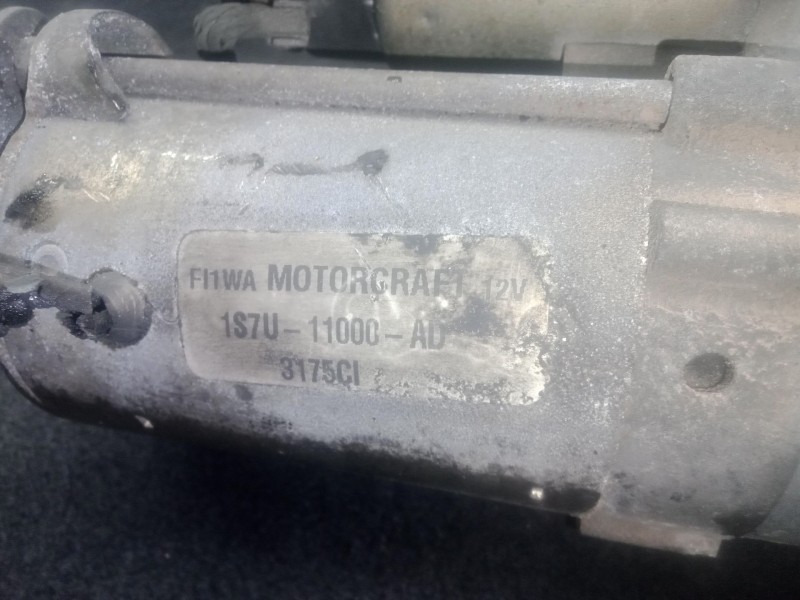 FI1WA MOTORCRAFT 12V
1S7U-11000-AD
3175CI